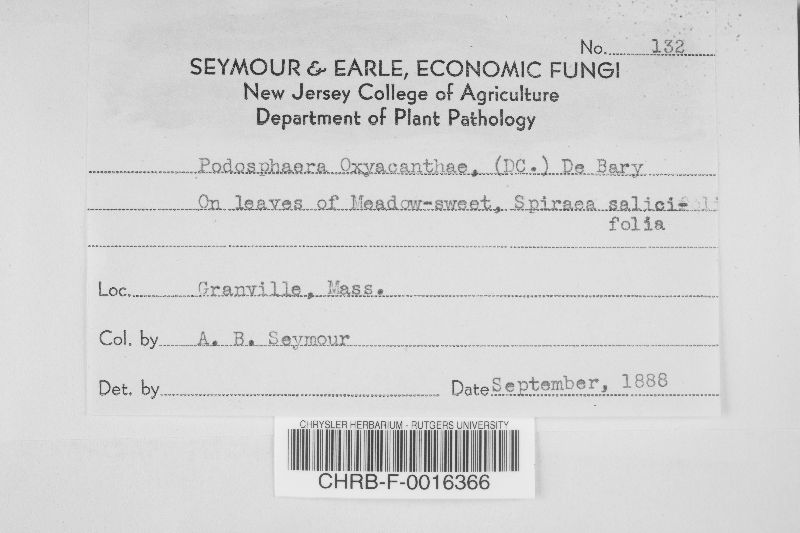 No. 132
SEYMOUR & EARLE, ECONOMIC FUNGI
New Jersey College of Agriculture
Department of Plant Pathology
Podosphaera Oxyacanthae, (DC.) De Bary
On leaves of Meadow-sweet, Spiraea salici-
folia
Loc. Granville, Mass.
Col. by A. B. Seymour
Det. by
Date September, 1888
CHRYSLER HERBARIUM - RUTGERS UNIVERSITY
CHRB-F-0016366